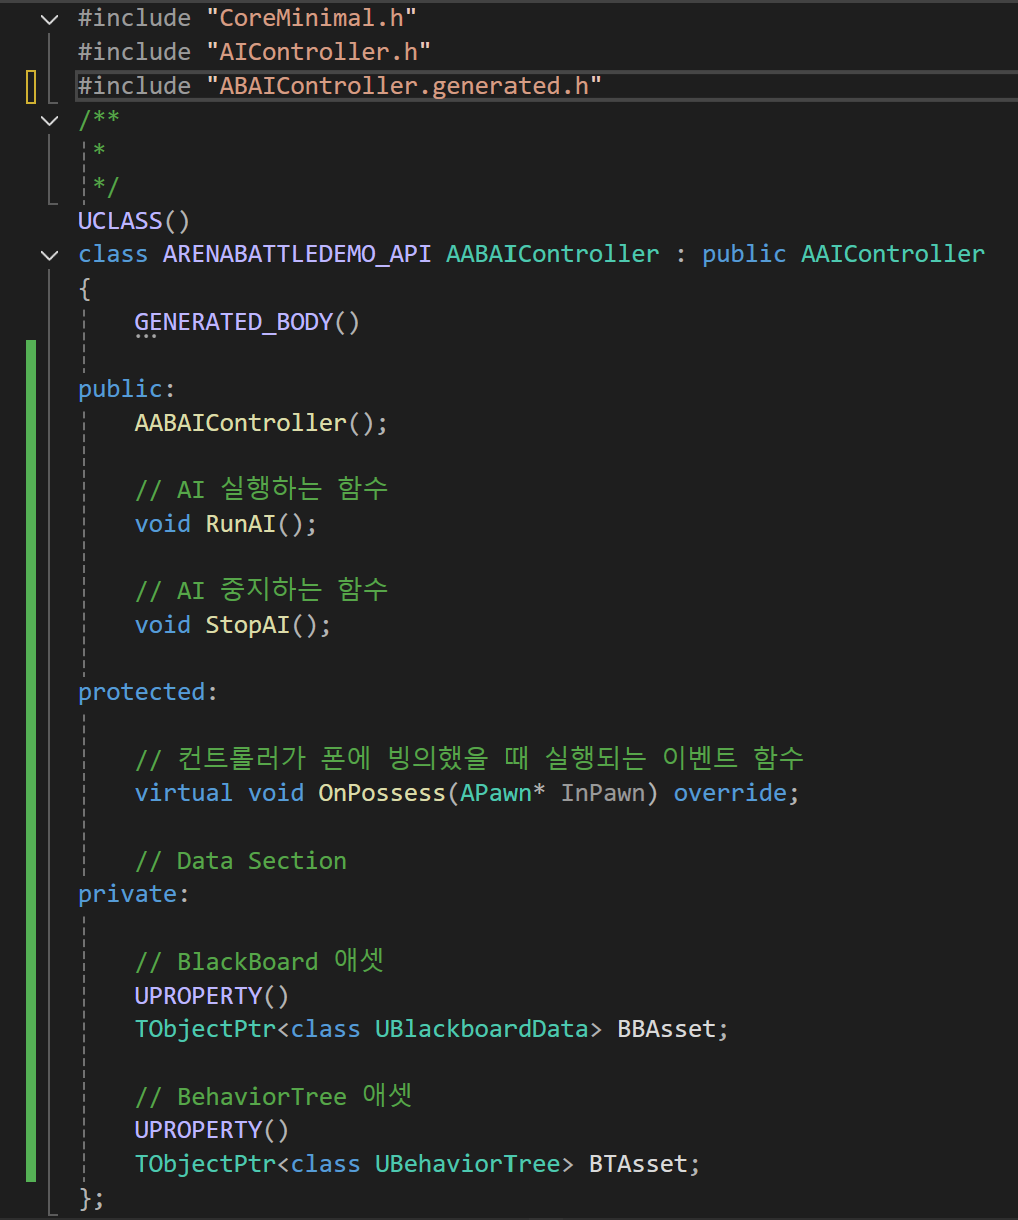 #include "CoreMinimal.h"
#include "AIController.h"
#include "ABAIController.generated.h"
/**
 *
 */
UCLASS()
class ARENABATTLEDEMO_API AABAIController : public AAIController
{
    GENERATED_BODY()

public:
    AABAIController();

    // AI 실행하는 함수
    void RunAI();

    // AI 중지하는 함수
    void StopAI();

protected:

    // 컨트롤러가 폰에 빙의했을 때 실행되는 이벤트 함수
    virtual void OnPossess(APawn* InPawn) override;

    // Data Section
private:

    // BlackBoard 애셋
    UPROPERTY()
    TObjectPtr<class UBlackboardData> BBAsset;

    // BehaviorTree 애셋
    UPROPERTY()
    TObjectPtr<class UBehaviorTree> BTAsset;
};